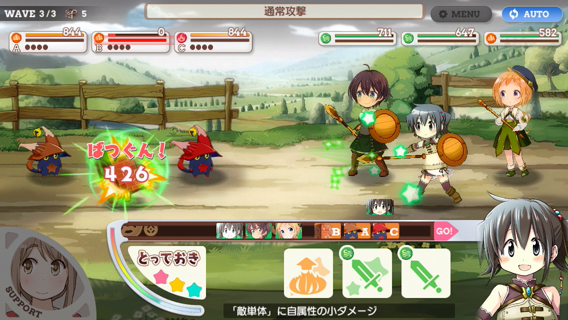 WAVE 3/3 5
通常攻撃
MENU
AUTO
844
0
844
711
647
582
A
B
C
ばつぐん!
426
B
A
C
GO!
とっておき
SUPPORT
「敵単体」に自属性の小ダメージ